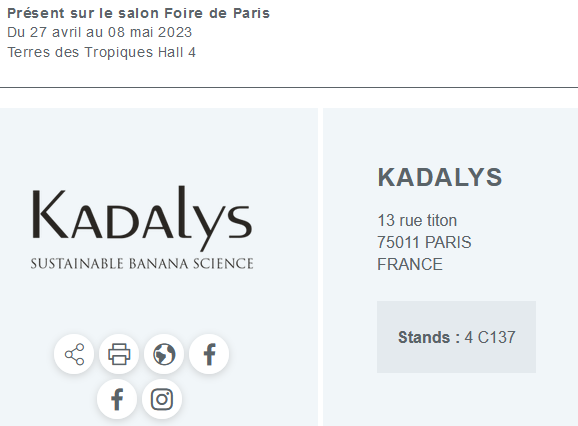 Présent sur le salon Foire de Paris
Du 27 avril au 08 mai 2023
Terres des Tropiques Hall 4
KADALYS
SUSTAINABLE BANANA SCIENCE
KADALYS
13 rue titon
75011 PARIS
FRANCE
Stands : 4 C137